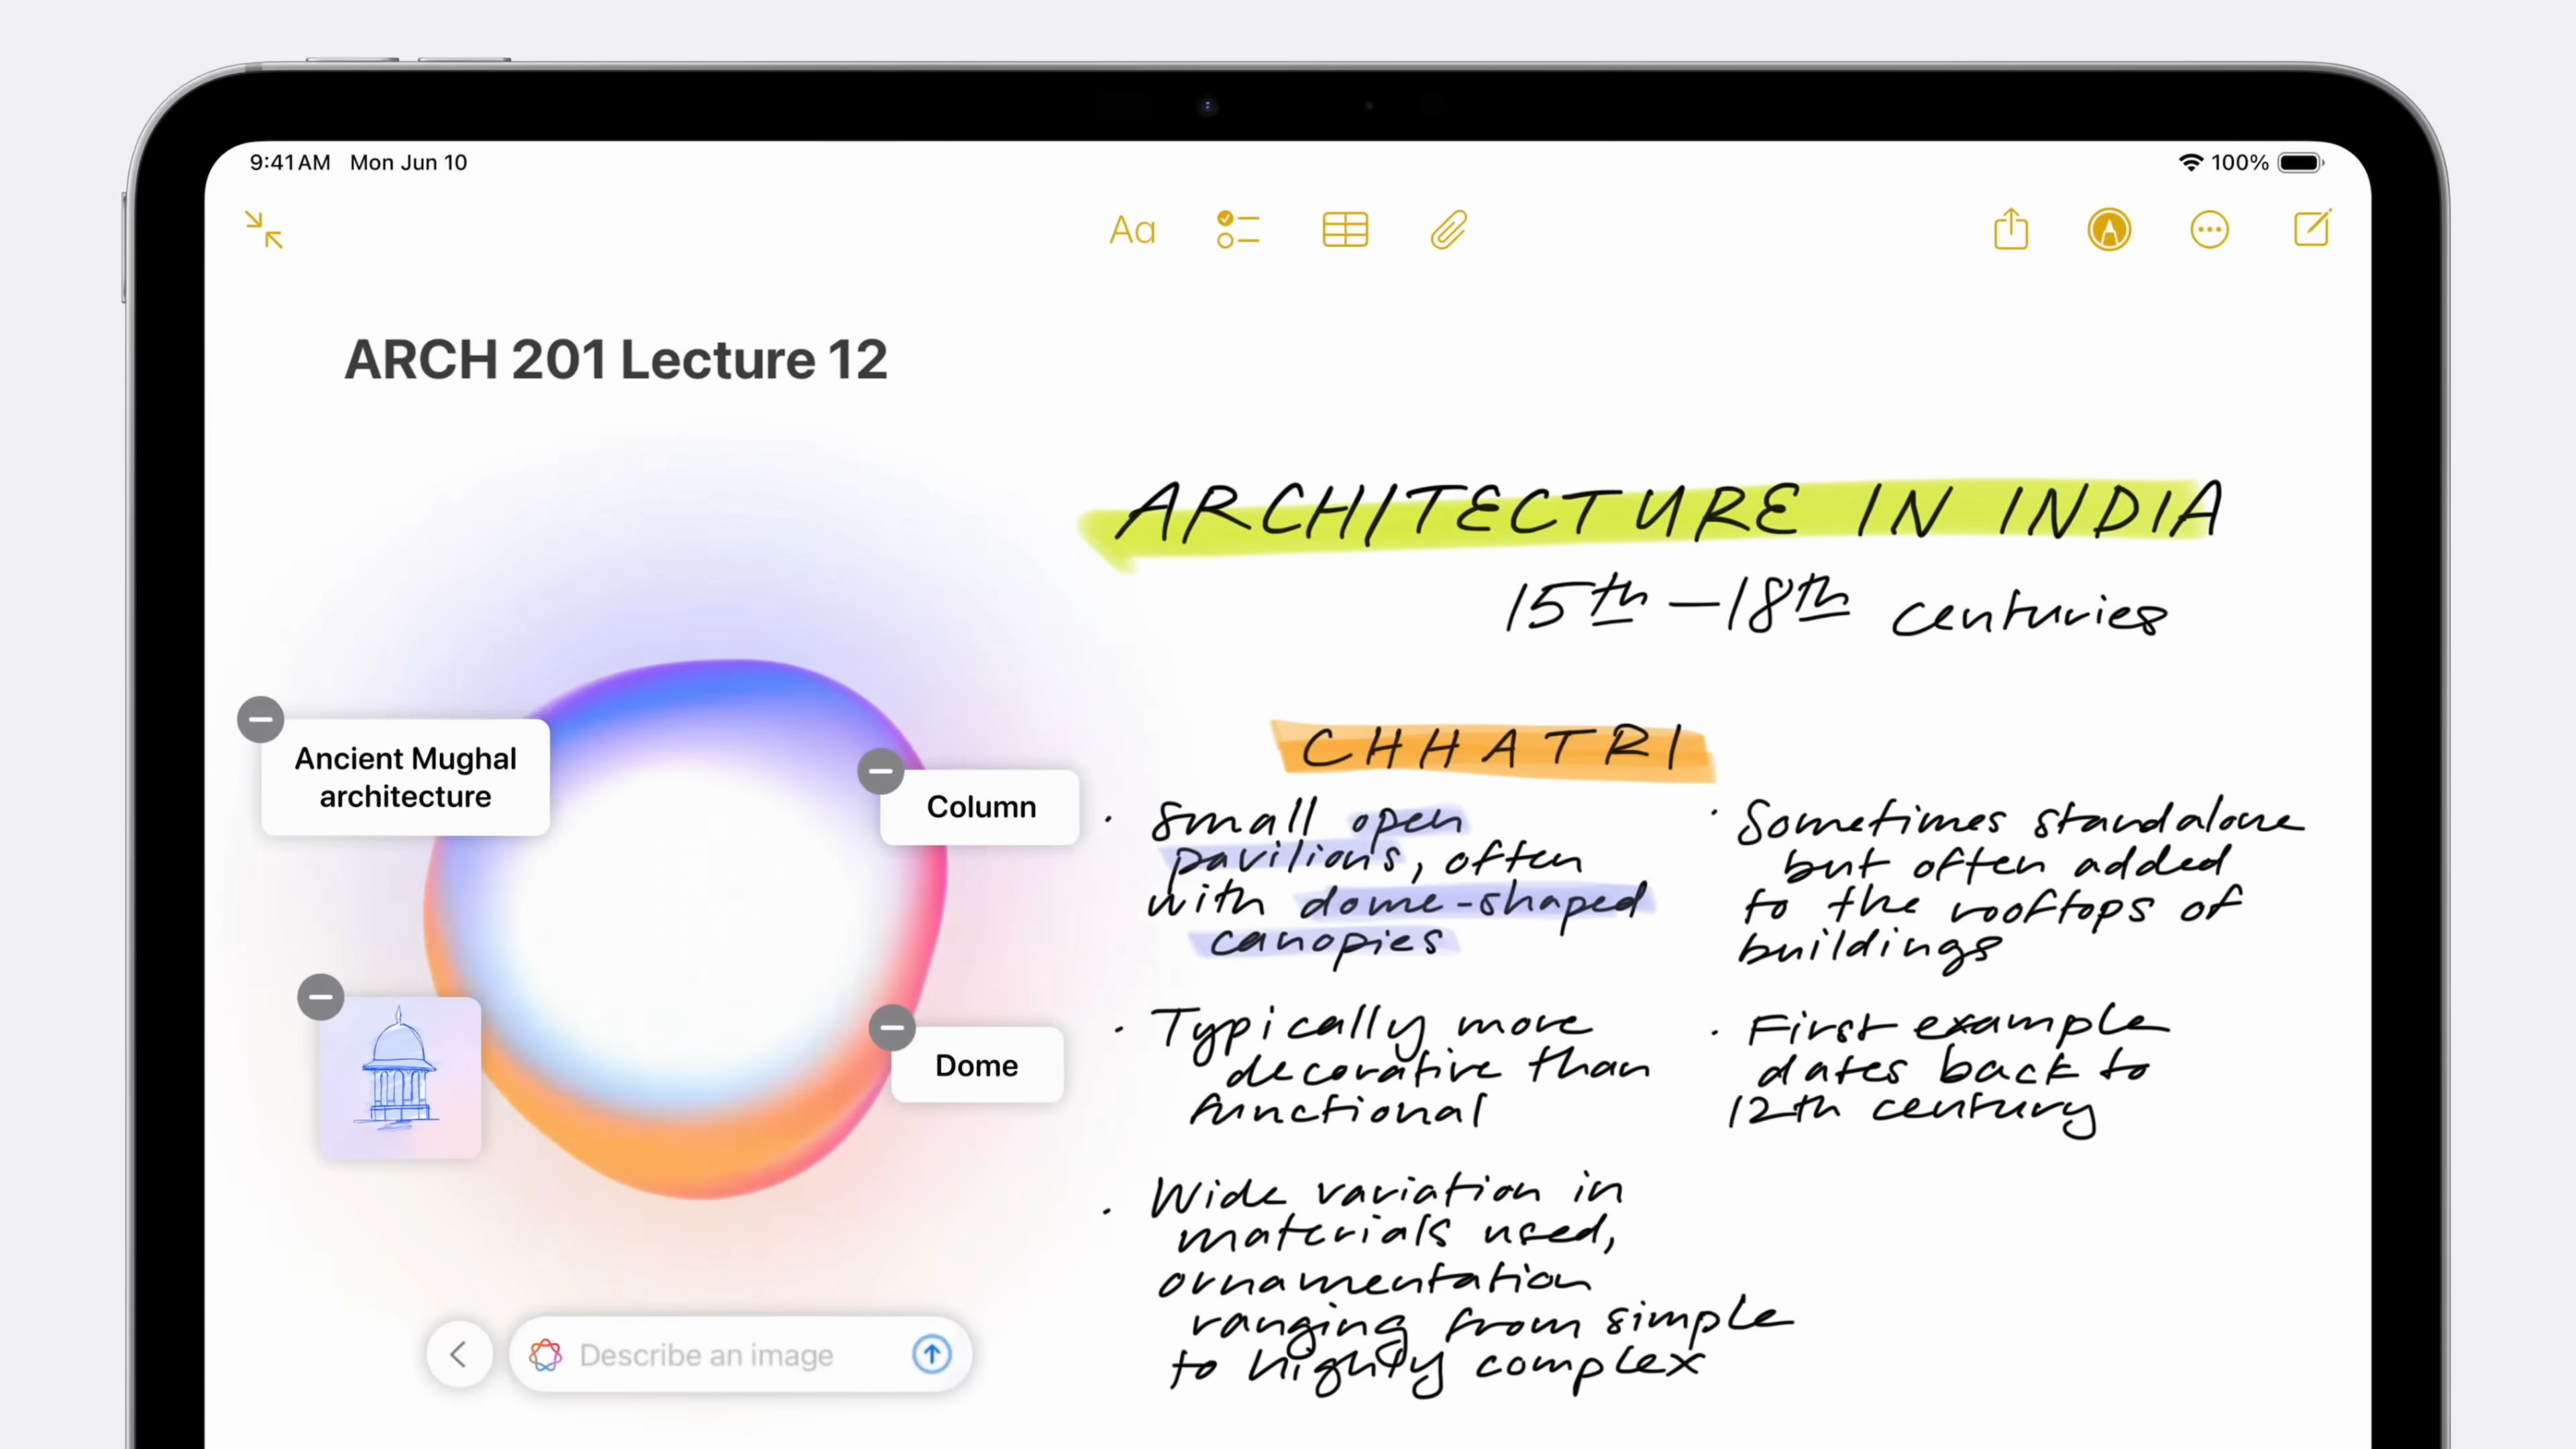 9:41 AM Mon Jun 10
100%
Aa
ARCH 201 Lecture 12
ARCHITECTURE IN INDIA
15th – 18th centuries
Ancient Mughal
architecture
Column
Dome
Describe an image
CHHATRI
· Small open
pavilions, often
with dome-shaped
canopies
· Typically more
decorative than
functional
· Wide variation in
materials used,
ornamentation
ranging from simple
to highly complex
· Sometimes standalone
but often added
to the rooftops of
buildings
· First example
dates back to
12th century